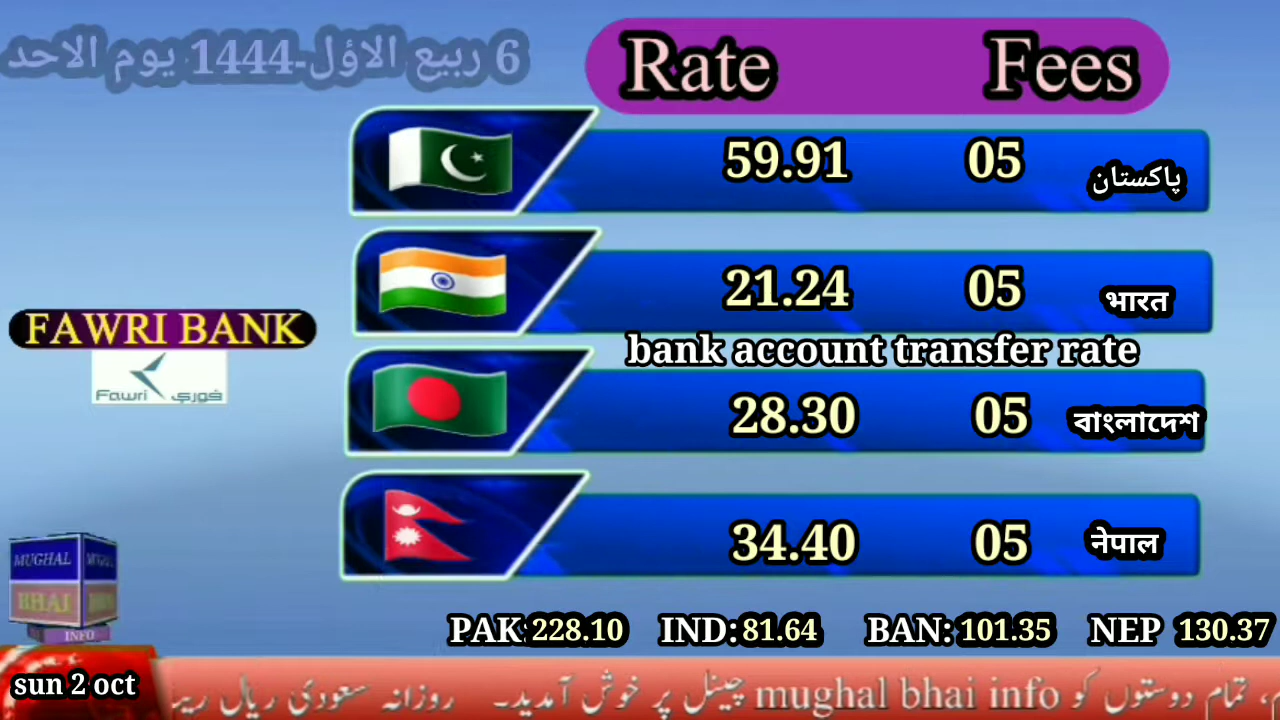 6 ربیع الاؤل-1444 یوم الاحد
Rate Fees
59.91 05 پاکستان
21.24 05 भारत
FAWRI BANK
Fawri فوري
bank account transfer rate
28.30 05 বাংলাদেশ
34.40 05 नेपाल
MUGHAL
BHAI
INFO
PAK: 228.10 IND: 81.64 BAN: 101.35 NEP 130.37
sun 2 oct
، تمام دوستوں کو mughal bhai info چینل پر خوش آمدید۔ روزانہ سعودی ریال